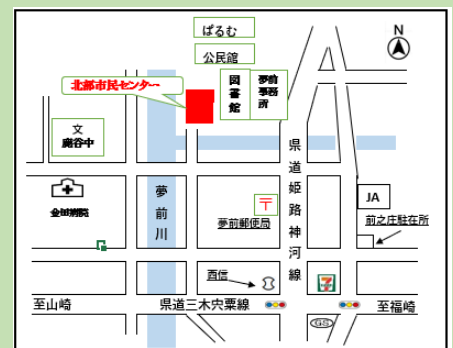 ぱるむ
公民館
N
北部市民センター
図書館
夢前事務所
文
鹿谷中
県道姫路神河線
夢前川
〒
夢前郵便局
JA
前之庄駐在所
酉信
7
至山崎
県道三木宍粟線
至福崎
GS